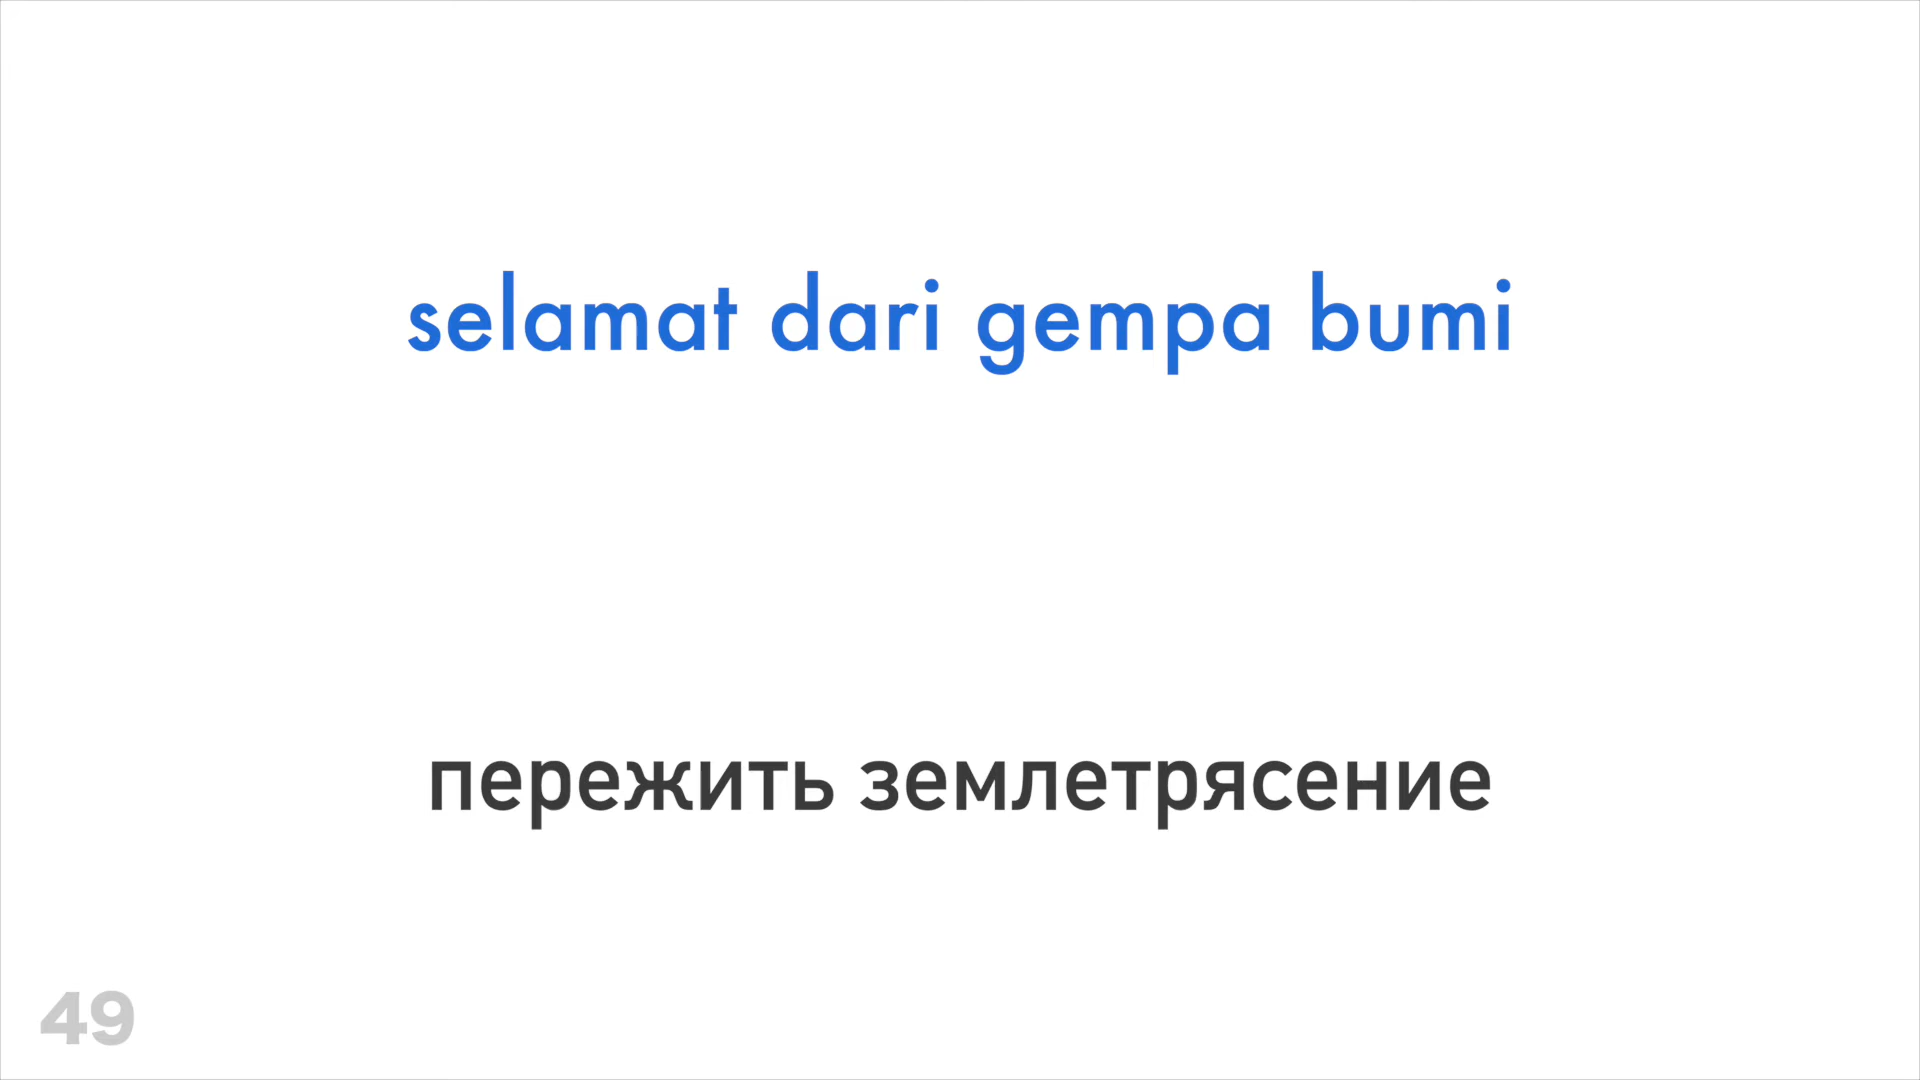 selamat dari gempa bumi
пережить землетрясение
49